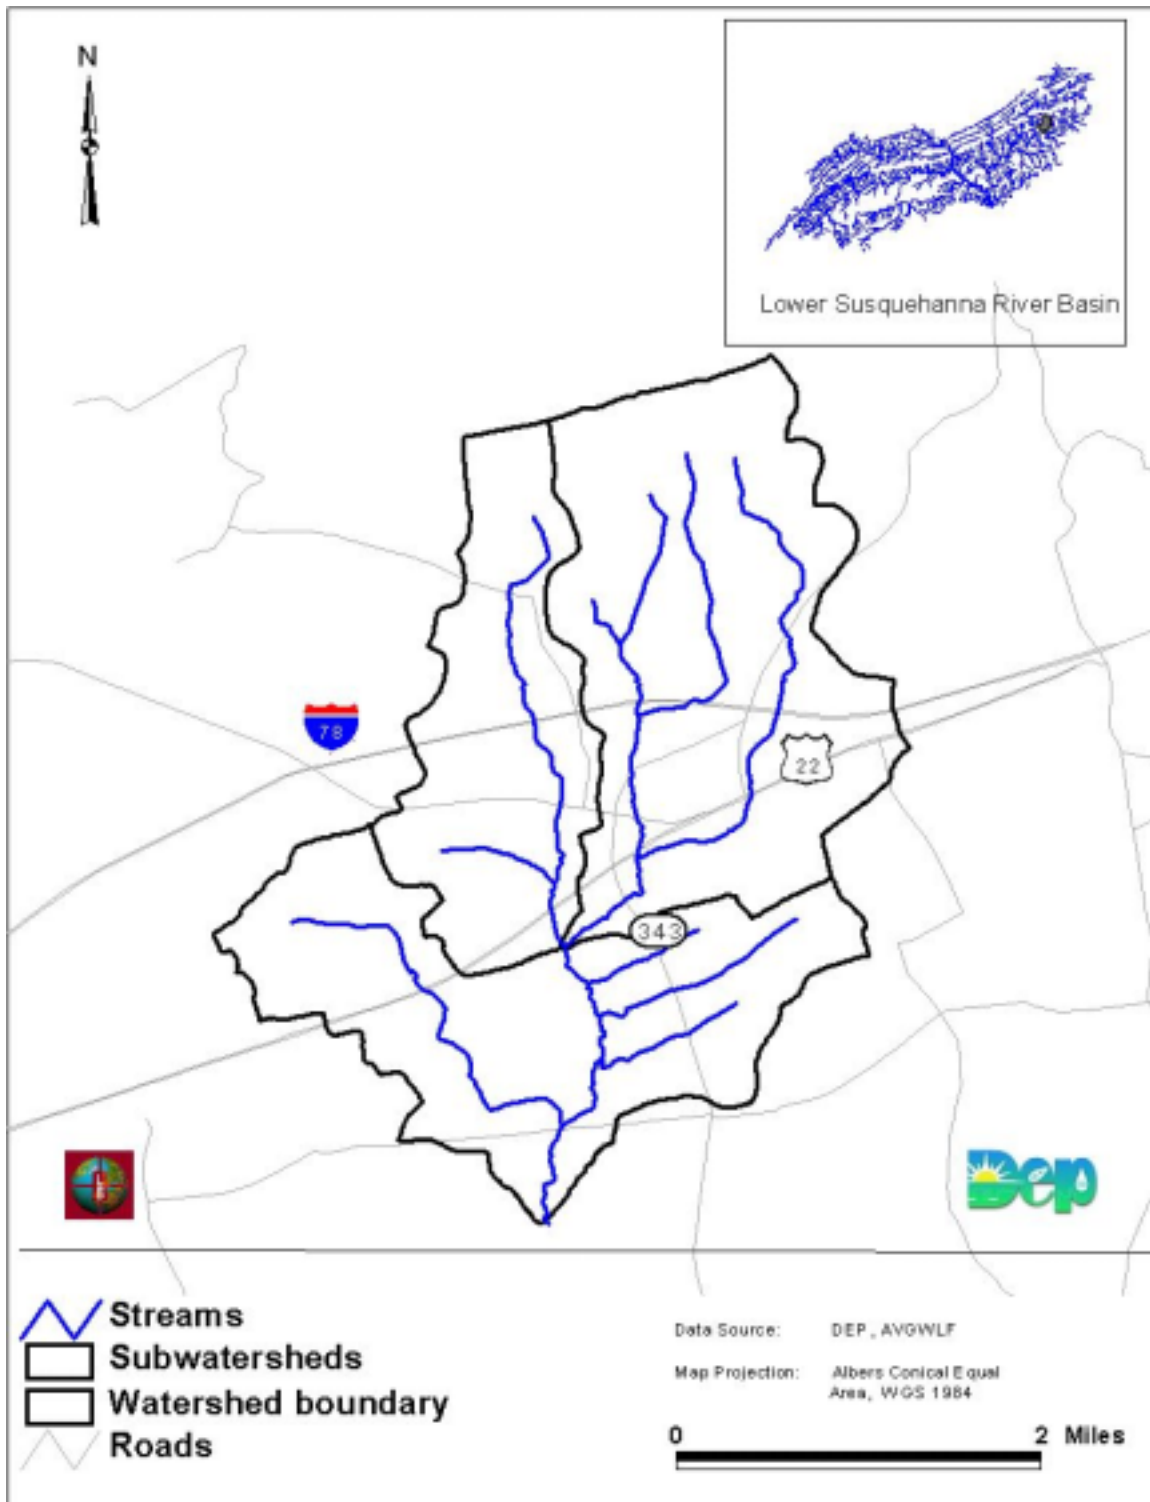 N
Lower Susquehanna River Basin
78
22
343
Dep
Streams
Subwatersheds
Watershed boundary
Roads
Data Source: DEP, AVGWLF
Map Projection: Albers Conical Equal
Area, WGS 1984
0 2 Miles